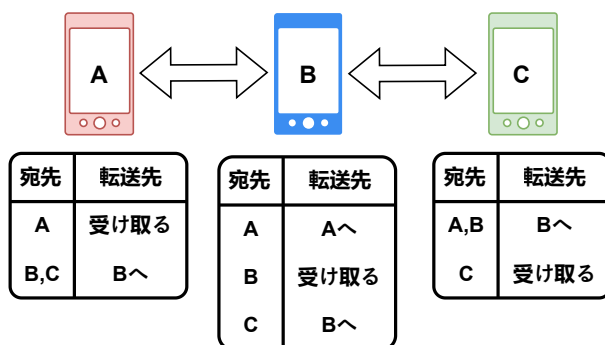 A
B
C
宛先 転送先
A 受け取る
B,C Bへ
宛先 転送先
A Aへ
B 受け取る
C Bへ
宛先 転送先
A,B Bへ
C 受け取る